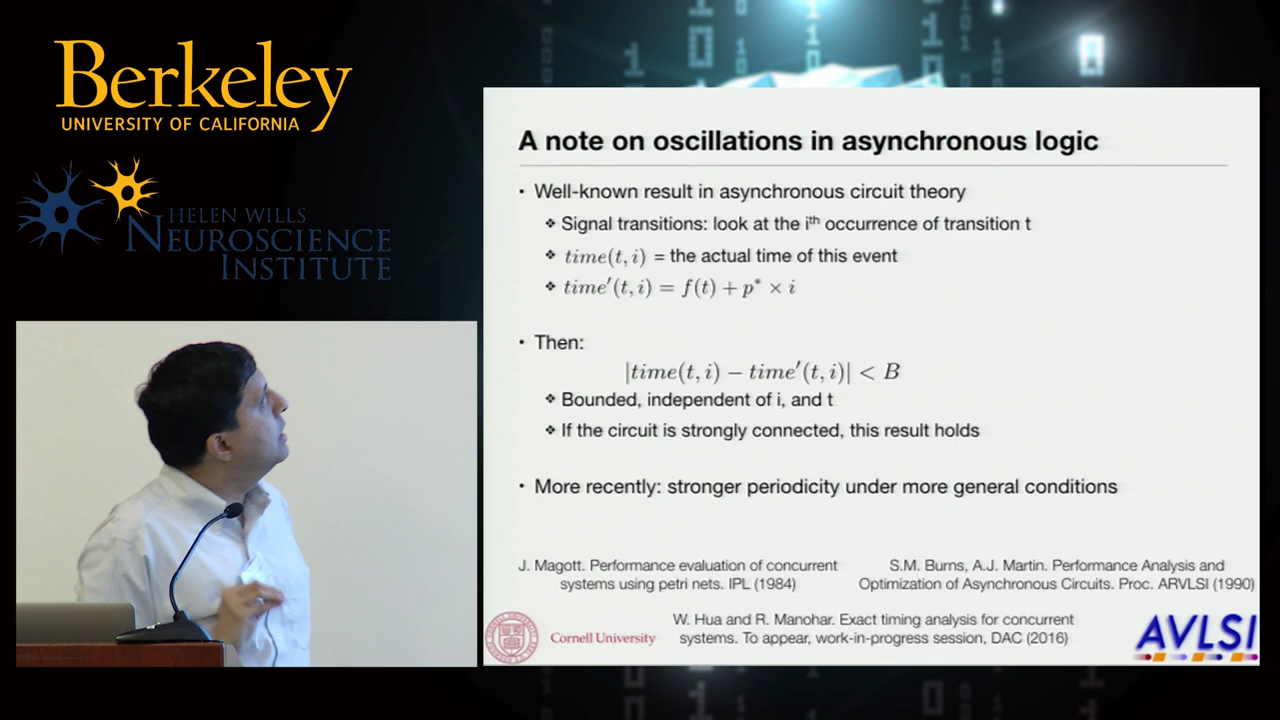 Berkeley
UNIVERSITY OF CALIFORNIA
HELEN WILLS
NEUROSCIENCE
INSTITUTE
A note on oscillations in asynchronous logic
• Well-known result in asynchronous circuit theory
❖ Signal transitions: look at the iᵗʰ occurrence of transition t
❖ time(t, i) = the actual time of this event
❖ time′(t, i) = f(t) + p* × i
• Then:
|time(t, i) − time′(t, i)| < B
❖ Bounded, independent of i, and t
❖ If the circuit is strongly connected, this result holds
• More recently: stronger periodicity under more general conditions
J. Magott. Performance evaluation of concurrent
systems using petri nets. IPL (1984)
S.M. Burns, A.J. Martin. Performance Analysis and
Optimization of Asynchronous Circuits. Proc. ARVLSI (1990)
W. Hua and R. Manohar. Exact timing analysis for concurrent
systems. To appear, work-in-progress session, DAC (2016)
Cornell University
AVLSI